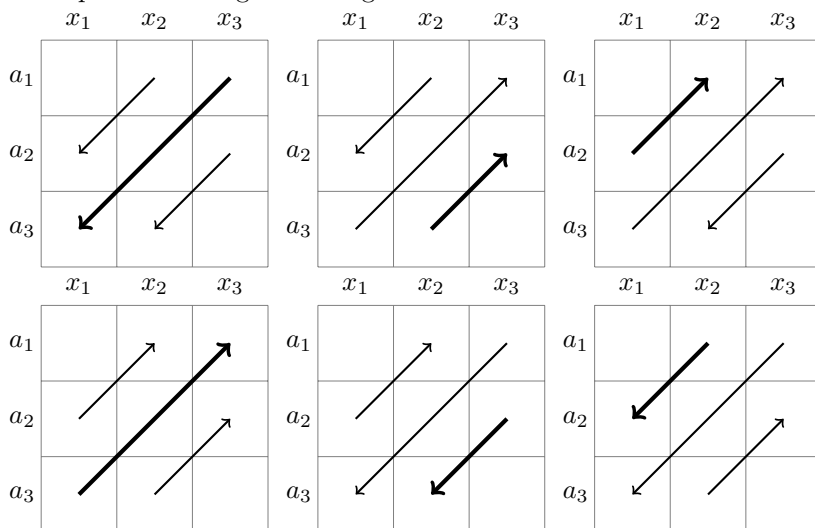 x₁ x₂ x₃ x₁ x₂ x₃ x₁ x₂ x₃
a₁ a₁ a₁
a₂ a₂ a₂
a₃ a₃ a₃
x₁ x₂ x₃ x₁ x₂ x₃ x₁ x₂ x₃
a₁ a₁ a₁
a₂ a₂ a₂
a₃ a₃ a₃